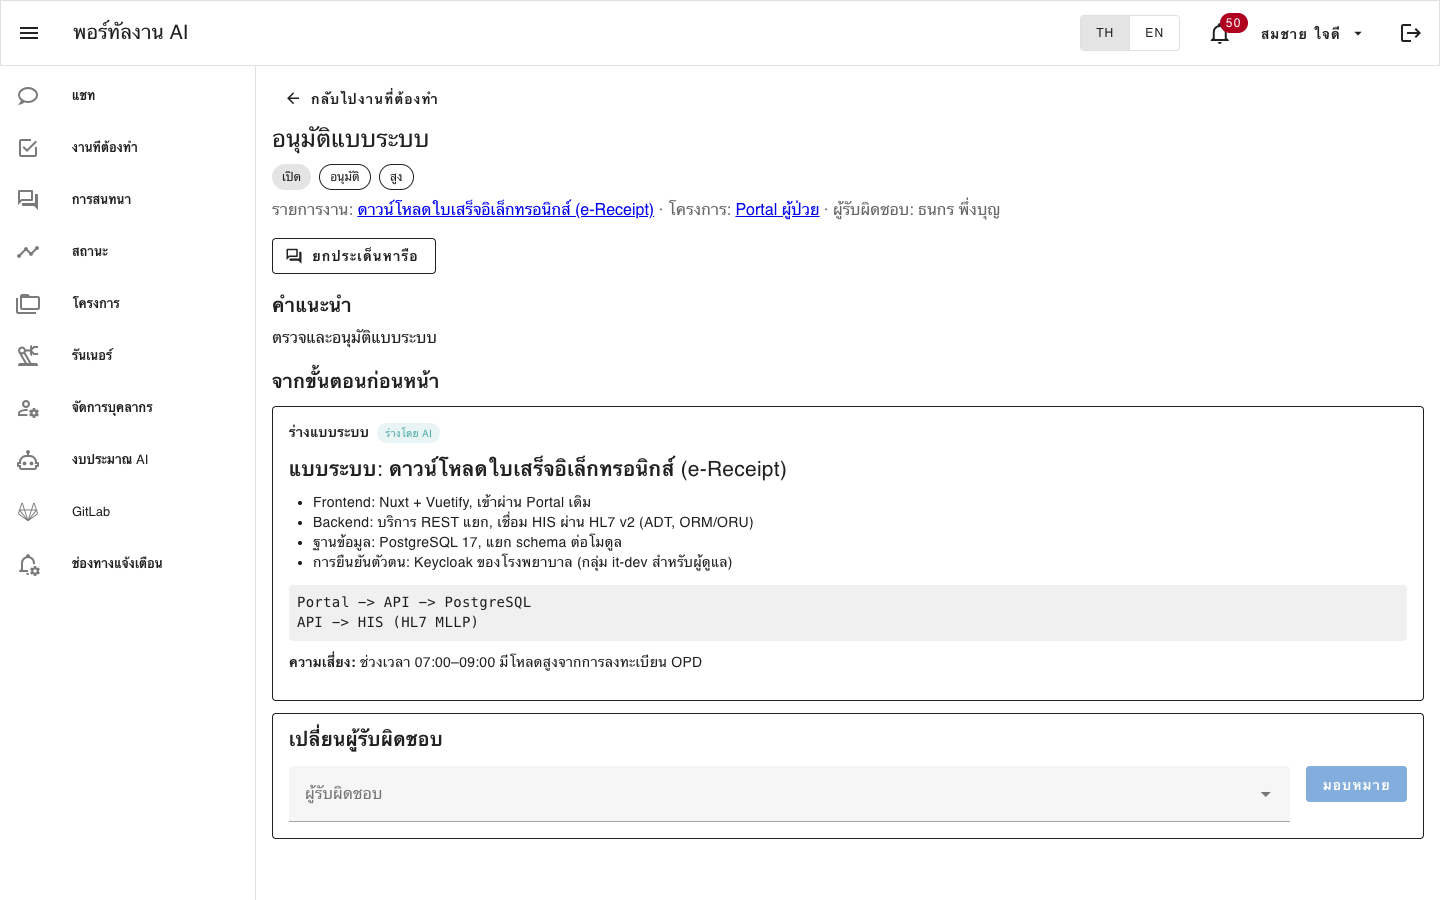 พอร์ทัลงาน AI
TH EN
50
สมชาย ใจดี
แชท
งานที่ต้องทำ
การสนทนา
สถานะ
โครงการ
รันเนอร์
จัดการบุคลากร
งบประมาณ AI
GitLab
ช่องทางแจ้งเตือน
กลับไปงานที่ต้องทำ
อนุมัติแบบระบบ
เปิด อนุมัติ สูง
รายการงาน: ดาวน์โหลดใบเสร็จอิเล็กทรอนิกส์ (e-Receipt) · โครงการ: Portal ผู้ป่วย · ผู้รับผิดชอบ: ธนกร พึ่งบุญ
ยกประเด็นหารือ
คำแนะนำ
ตรวจและอนุมัติแบบระบบ
จากขั้นตอนก่อนหน้า
ร่างแบบระบบ ร่างโดย AI
แบบระบบ: ดาวน์โหลดใบเสร็จอิเล็กทรอนิกส์ (e-Receipt)
• Frontend: Nuxt + Vuetify, เข้าผ่าน Portal เดิม
• Backend: บริการ REST แยก, เชื่อม HIS ผ่าน HL7 v2 (ADT, ORM/ORU)
• ฐานข้อมูล: PostgreSQL 17, แยก schema ต่อโมดูล
• การยืนยันตัวตน: Keycloak ของโรงพยาบาล (กลุ่ม it-dev สำหรับผู้ดูแล)
Portal -> API -> PostgreSQL
API -> HIS (HL7 MLLP)
ความเสี่ยง: ช่วงเวลา 07:00–09:00 มีโหลดสูงจากการลงทะเบียน OPD
เปลี่ยนผู้รับผิดชอบ
ผู้รับผิดชอบ
มอบหมาย